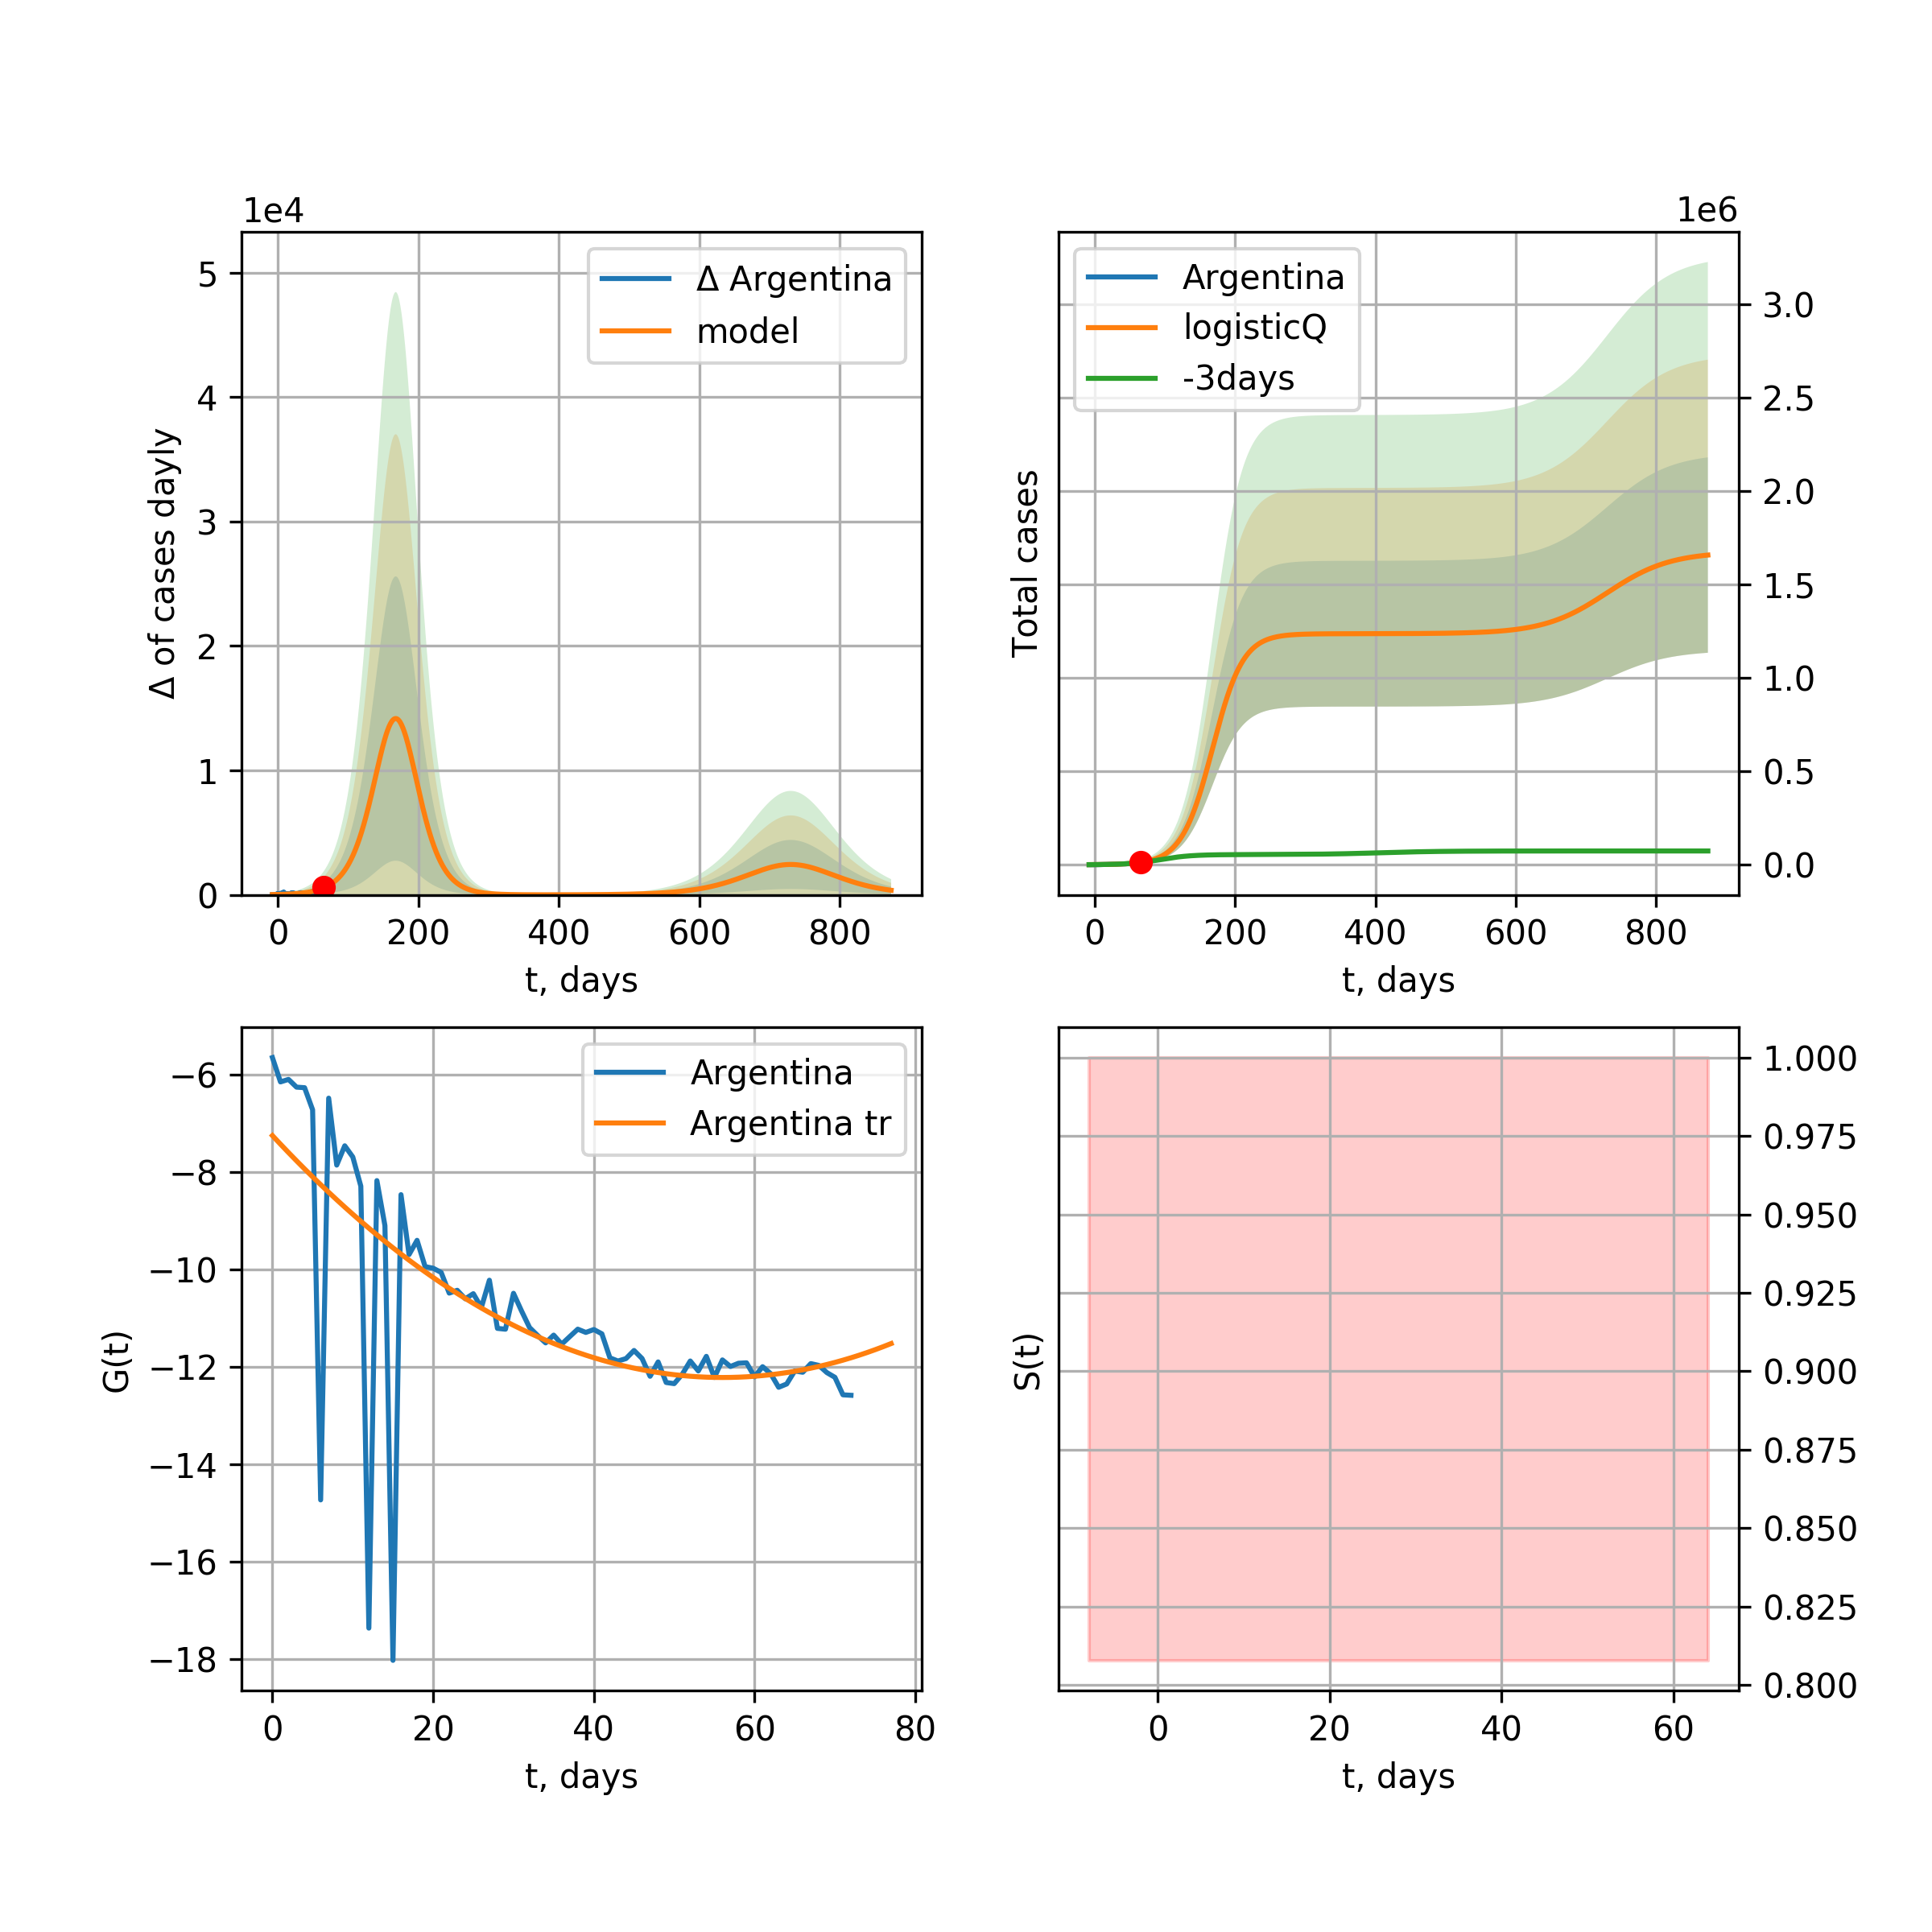 1e4
Δ of cases dayly
5
4
3
2
1
0
Δ Argentina
model
0 200 400 600 800
t, days
1e6
Total cases
Argentina
logisticQ
-3days
3.0
2.5
2.0
1.5
1.0
0.5
0.0
0 200 400 600 800
t, days
G(t)
−6
−8
−10
−12
−14
−16
−18
Argentina
Argentina tr
0 20 40 60 80
t, days
S(t)
1.000
0.975
0.950
0.925
0.900
0.875
0.850
0.825
0.800
0 20 40 60
t, days